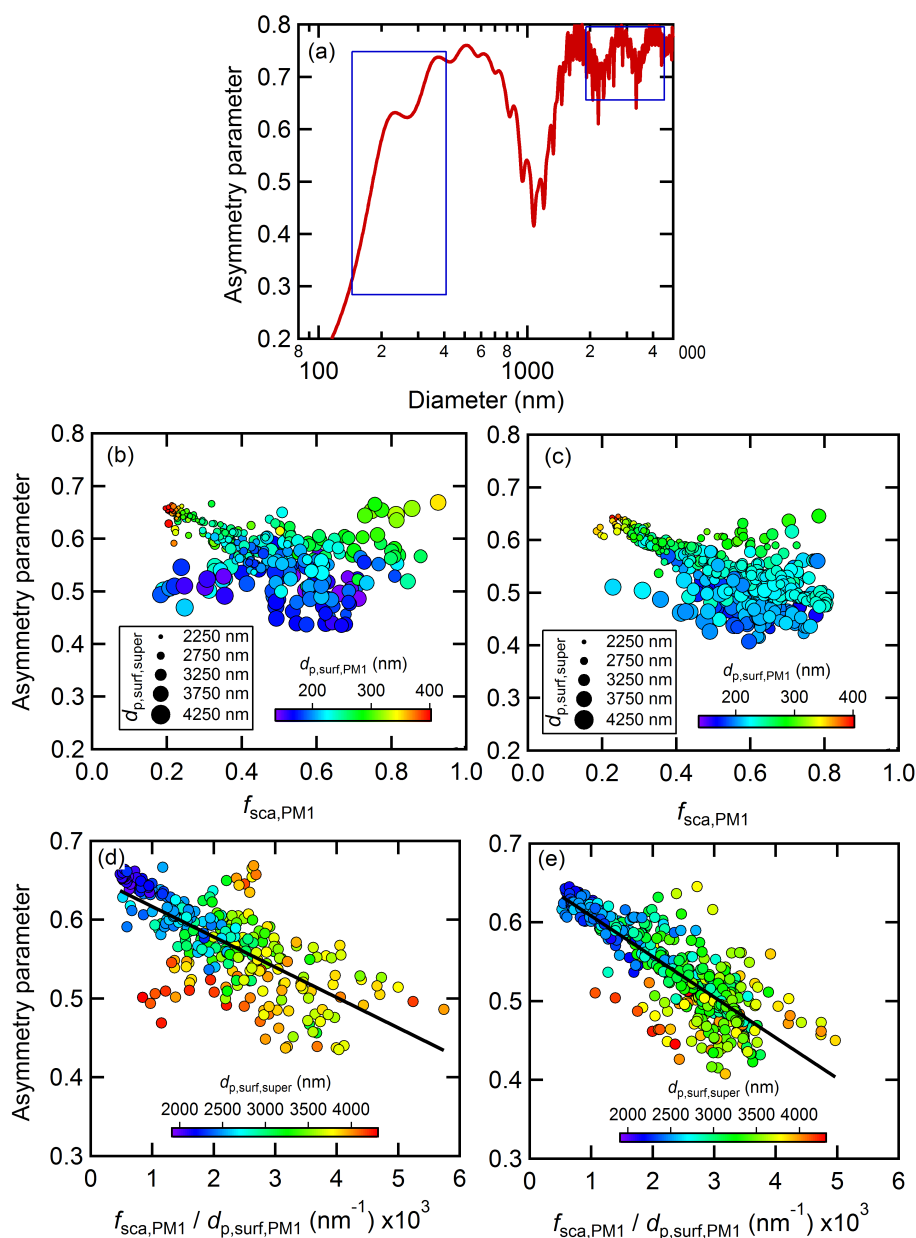 (a)
Asymmetry parameter
0.8
0.7
0.6
0.5
0.4
0.3
0.2
8
100
2
4
6
8
1000
2
4
000
Diameter (nm)
(b)
Asymmetry parameter
0.8
0.7
0.6
0.5
0.4
0.3
0.2
dp,surf,super
2250 nm
2750 nm
3250 nm
3750 nm
4250 nm
dp,surf,PM1 (nm)
200 300 400
0.0 0.2 0.4 0.6 0.8 1.0
fsca,PM1
(c)
0.8
0.7
0.6
0.5
0.4
0.3
0.2
dp,surf,super
2250 nm
2750 nm
3250 nm
3750 nm
4250 nm
dp,surf,PM1 (nm)
200 300 400
0.0 0.2 0.4 0.6 0.8 1.0
fsca,PM1
(d)
Asymmetry parameter
0.7
0.6
0.5
0.4
0.3
dp,surf,super (nm)
2000 2500 3000 3500 4000
0 1 2 3 4 5 6
fsca,PM1 / dp,surf,PM1 (nm-1) x103
(e)
0.7
0.6
0.5
0.4
0.3
dp,surf,super (nm)
2000 2500 3000 3500 4000
0 1 2 3 4 5 6
fsca,PM1 / dp,surf,PM1 (nm-1) x103